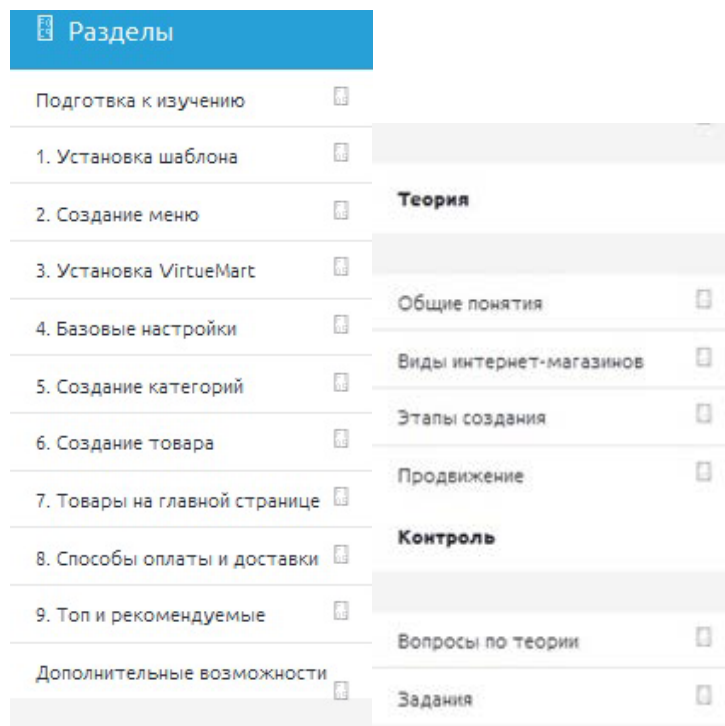 Разделы
Подготвка к изучению
1. Установка шаблона
2. Создание меню
3. Установка VirtueMart
4. Базовые настройки
5. Создание категорий
6. Создание товара
7. Товары на главной странице
8. Способы оплаты и доставки
9. Топ и рекомендуемые
Дополнительные возможности
Теория
Общие понятия
Виды интернет-магазинов
Этапы создания
Продвижение
Контроль
Вопросы по теории
Задания